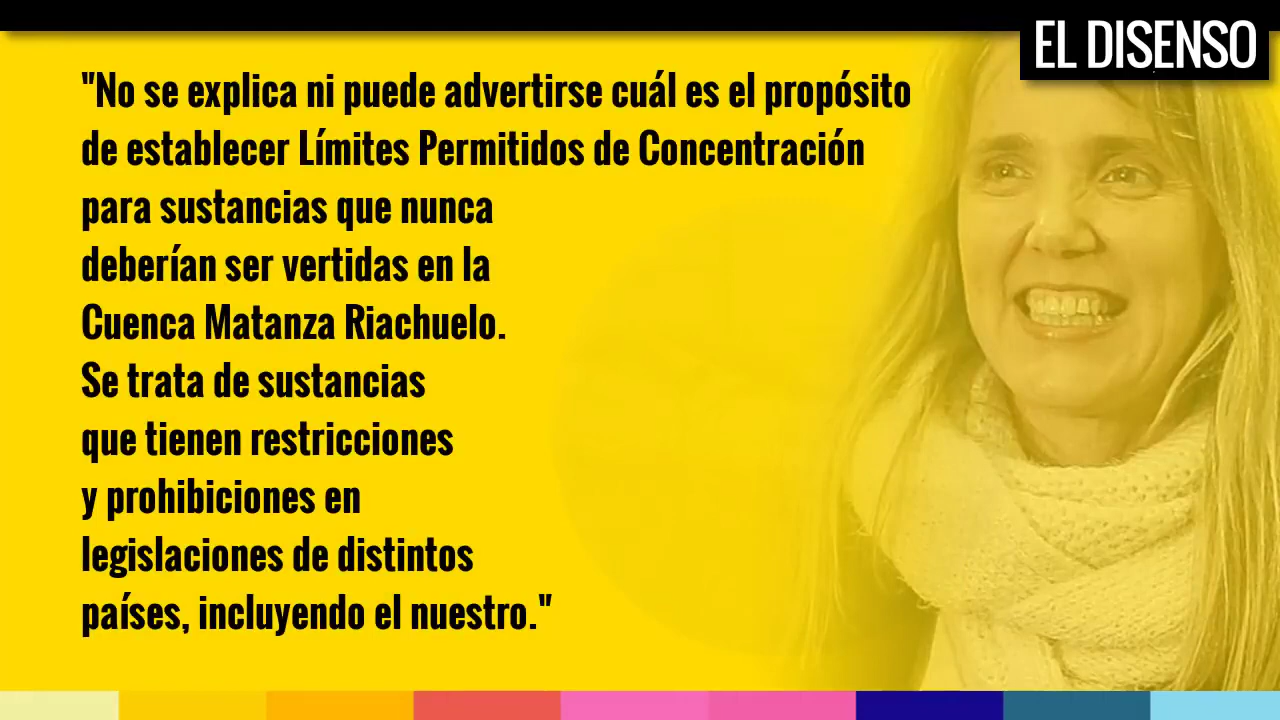 EL DISENSO
"No se explica ni puede advertirse cuál es el propósito
de establecer Límites Permitidos de Concentración
para sustancias que nunca
deberían ser vertidas en la
Cuenca Matanza Riachuelo.
Se trata de sustancias
que tienen restricciones
y prohibiciones en
legislaciones de distintos
países, incluyendo el nuestro."